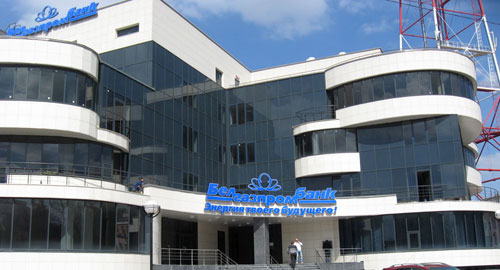 Белгазпромбанк
Белгазпромбанк
Энергия твоего будущего!